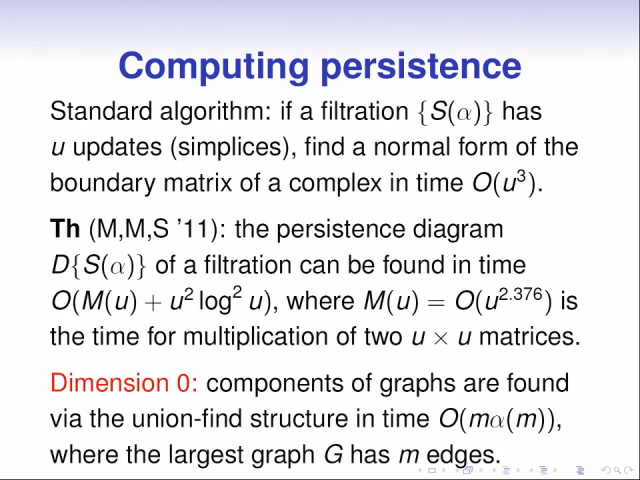 Computing persistence
Standard algorithm: if a filtration {S(α)} has
u updates (simplices), find a normal form of the
boundary matrix of a complex in time O(u³).
Th (M,M,S '11): the persistence diagram
D{S(α)} of a filtration can be found in time
O(M(u) + u² log² u), where M(u) = O(u²·³⁷⁶) is
the time for multiplication of two u × u matrices.
Dimension 0: components of graphs are found
via the union-find structure in time O(mα(m)),
where the largest graph G has m edges.